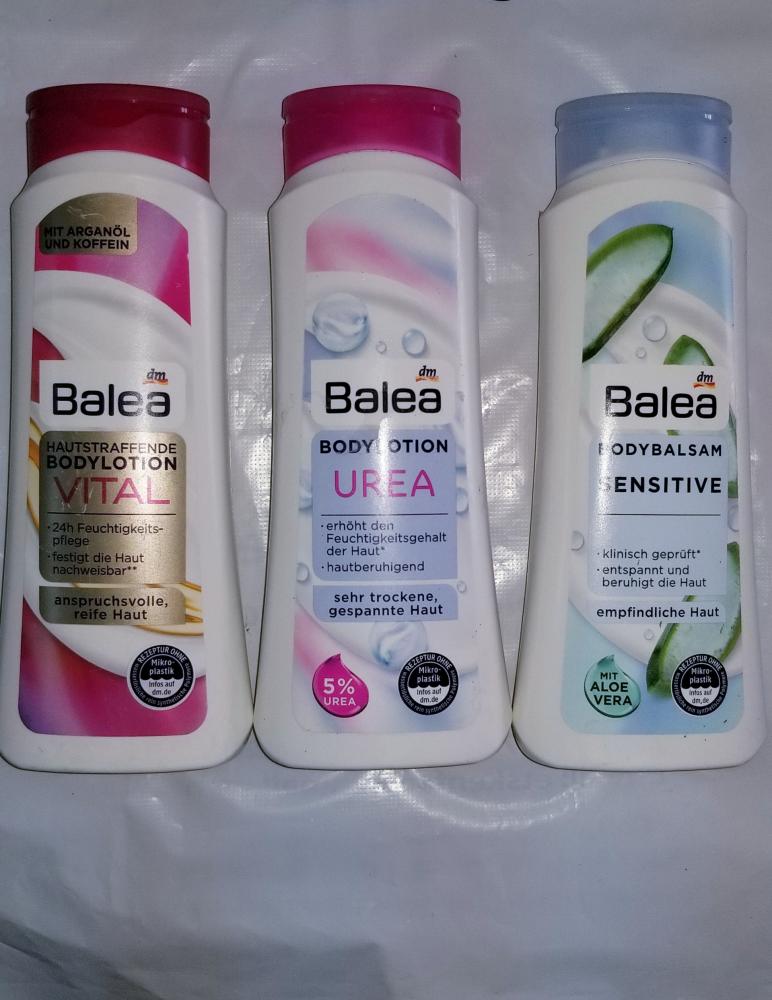 MIT ARGANÖL
UND KOFFEIN
dm
Balea
HAUTSTRAFFENDE
BODYLOTION
VITAL
· 24h Feuchtigkeits-
pflege
· festigt die Haut
nachweisbar**
anspruchsvolle,
reife Haut
REZEPTUR OHNE
Mikro-
plastik
Infos auf
dm.de
dm
Balea
BODYLOTION
UREA
· erhöht den
Feuchtigkeitsgehalt
der Haut*
· hautberuhigend
sehr trockene,
gespannte Haut
5%
UREA
REZEPTUR OHNE
Mikro-
plastik
Infos auf
dm.de
dm
Balea
BODYBALSAM
SENSITIVE
· klinisch geprüft*
· entspannt und
beruhigt die Haut
empfindliche Haut
MIT
ALOE
VERA
REZEPTUR OHNE
Mikro-
plastik
Infos auf
dm.de